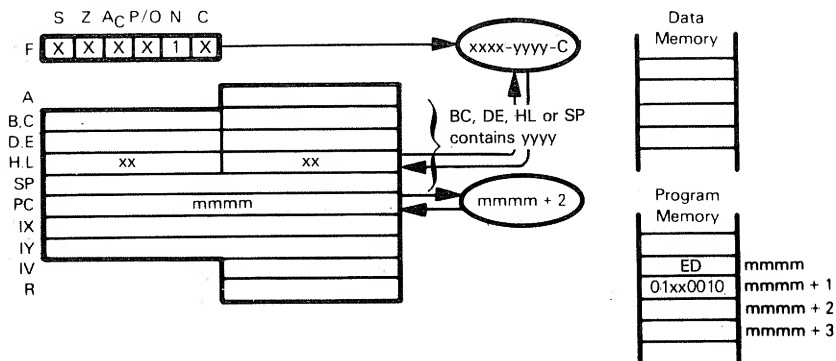 S Z AC P/O N C
F X X X X 1 X
xxxx-yyyy-C
A
B,C
D,E
H,L xx xx
SP
PC mmmm
IX
IY
IV
R
BC, DE, HL or SP
contains yyyy
mmmm + 2
Data
Memory
Program
Memory
ED mmmm
01xx0010 mmmm + 1
mmmm + 2
mmmm + 3